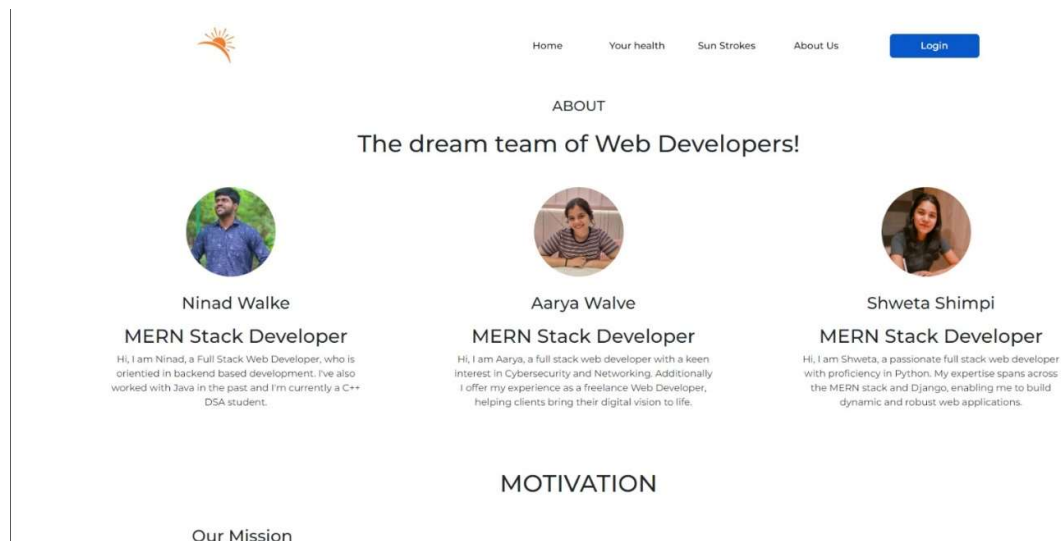 Home Your health Sun Strokes About Us Login
ABOUT
The dream team of Web Developers!
Ninad Walke
MERN Stack Developer
Hi, I am Ninad, a Full Stack Web Developer, who is
orientied in backend based development. I've also
worked with Java in the past and I'm currently a C++
DSA student.
Aarya Walve
MERN Stack Developer
Hi, I am Aarya, a full stack web developer with a keen
interest in Cybersecurity and Networking. Additionally
I offer my experience as a freelance Web Developer,
helping clients bring their digital vision to life.
Shweta Shimpi
MERN Stack Developer
Hi, I am Shweta, a passionate full stack web developer
with proficiency in Python. My expertise spans across
the MERN stack and Django, enabling me to build
dynamic and robust web applications.
MOTIVATION
Our Mission